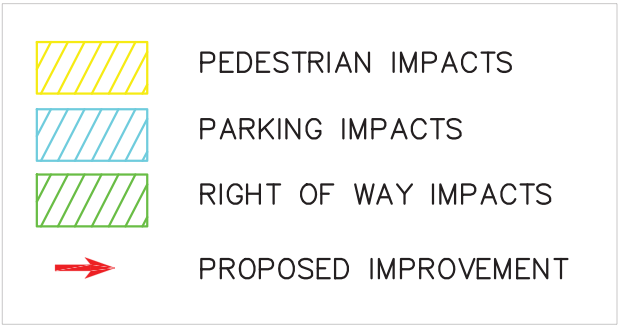 PEDESTRIAN IMPACTS
PARKING IMPACTS
RIGHT OF WAY IMPACTS
PROPOSED IMPROVEMENT